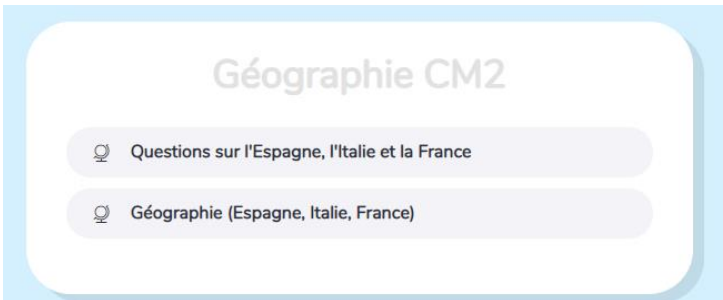 Géographie CM2
Questions sur l'Espagne, l'Italie et la France
Géographie (Espagne, Italie, France)